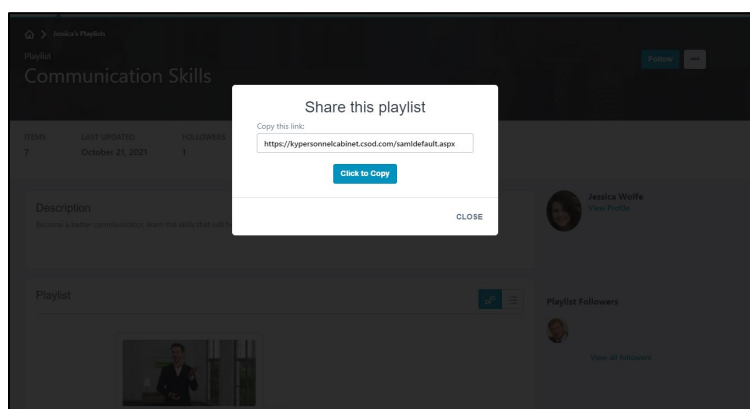 Jessica's Playlists
Playlist
Communication Skills
Follow
ITEMS
LAST UPDATED
FOLLOWERS
7
October 21, 2021
1
Share this playlist
Copy this link:
https://kypersonnelcabinet.csod.com/samldefault.aspx
Click to Copy
CLOSE
Description
Become a better communicator, learn the skills that will
Jessica Wolfe
View Profile
Playlist
Playlist Followers
View all followers